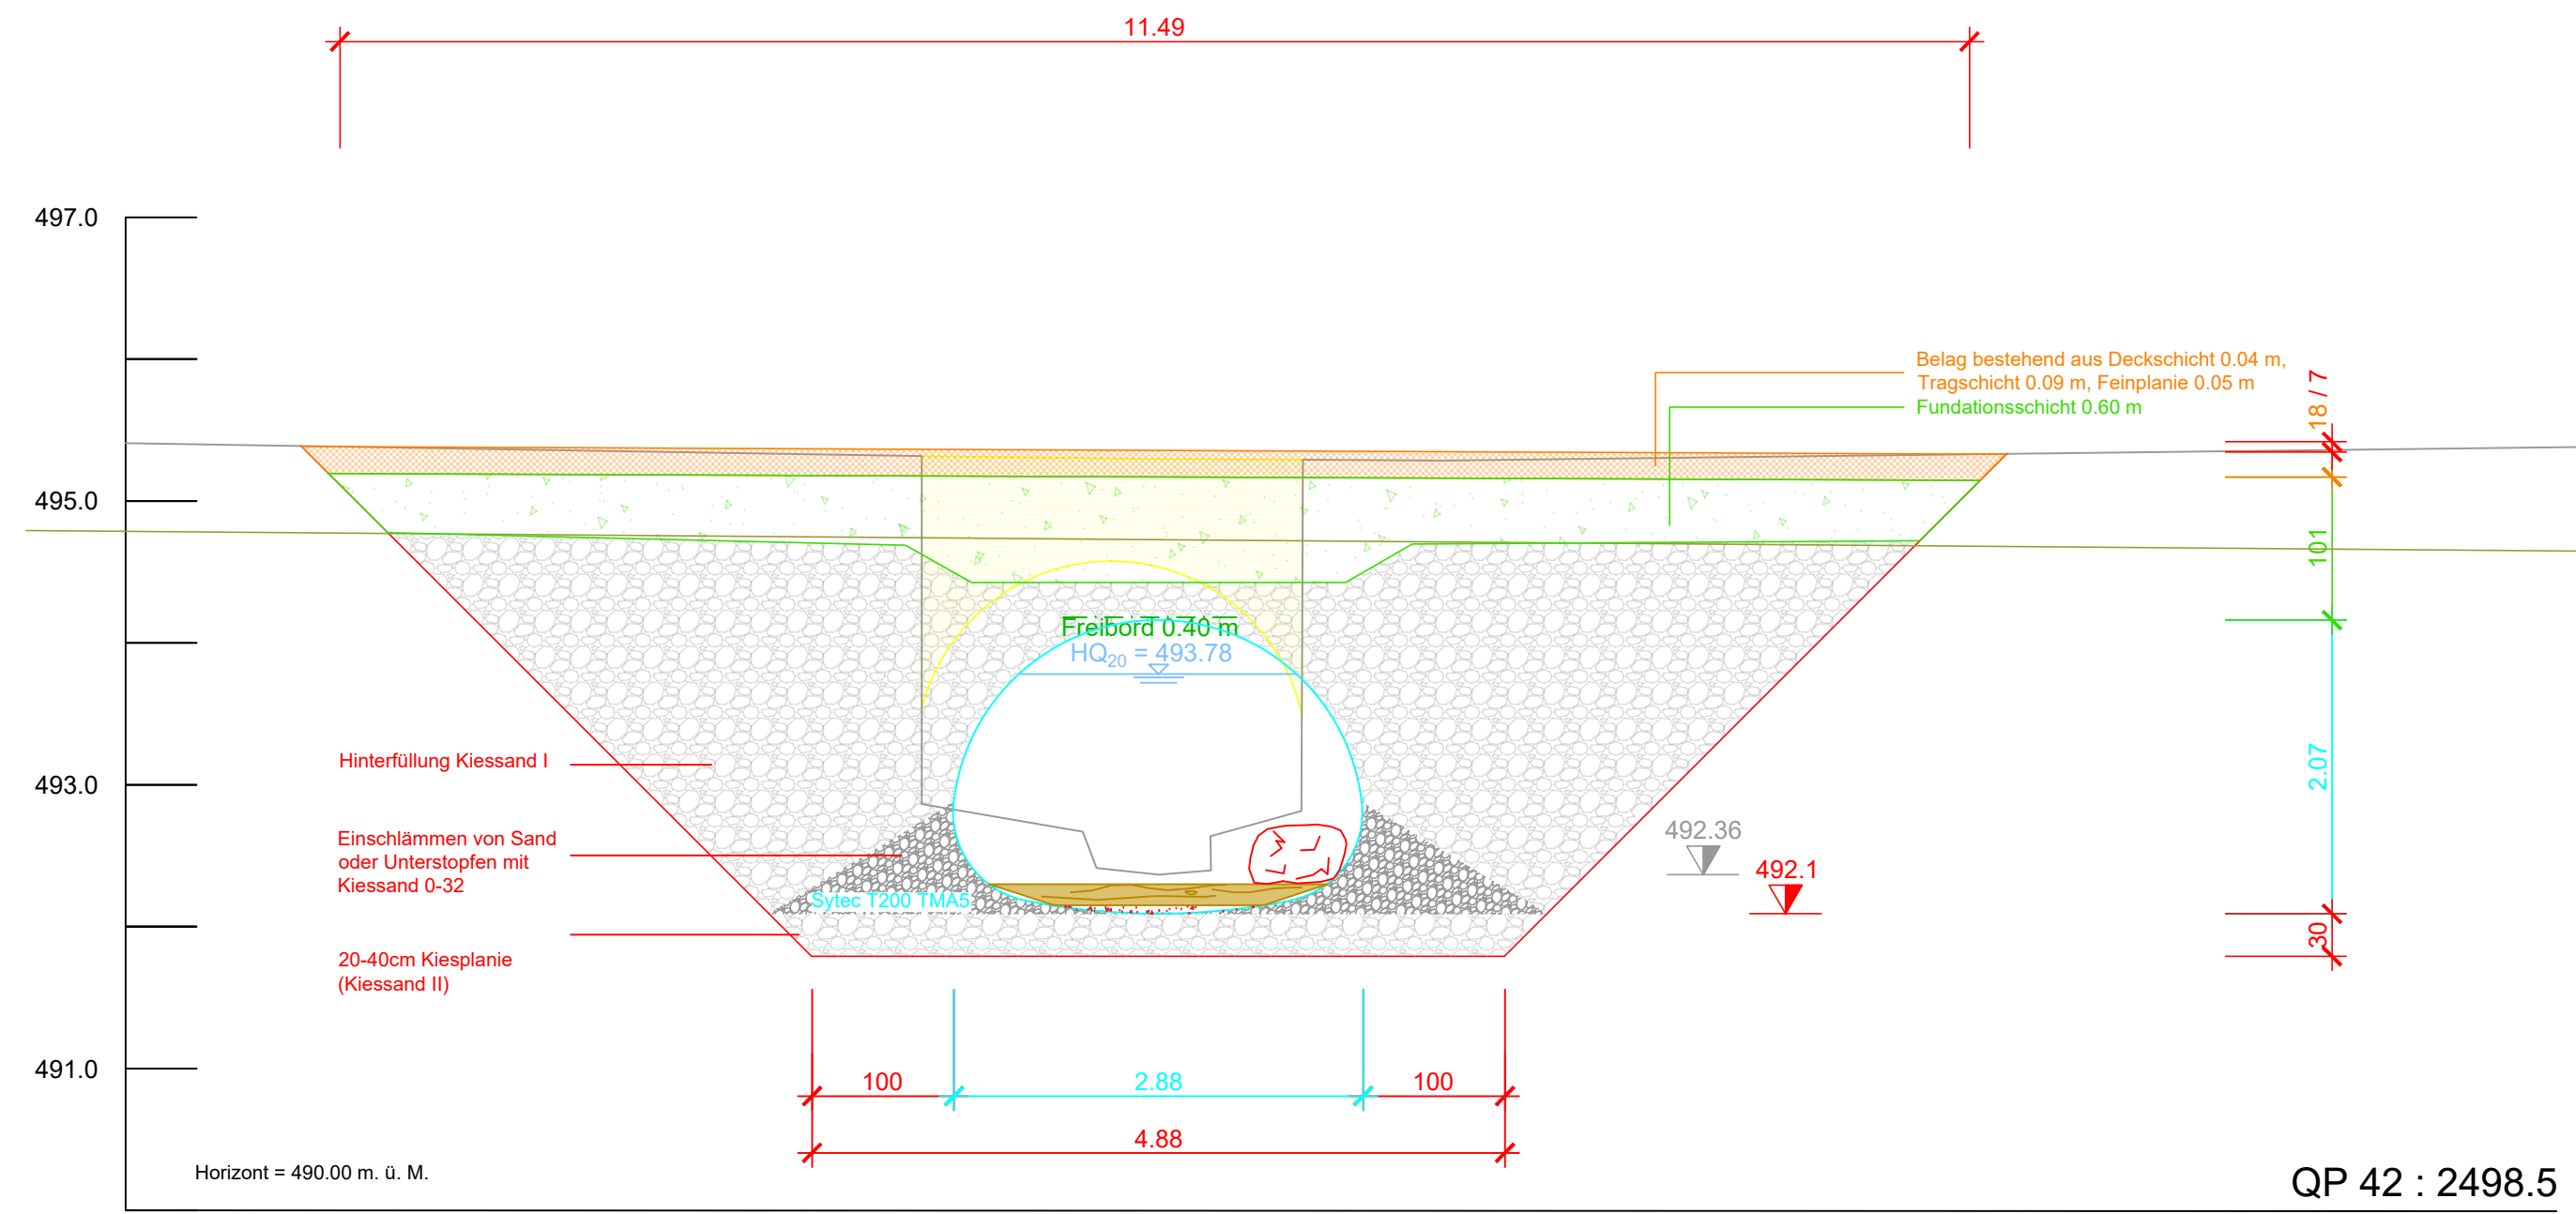 11.49
497.0
Belag bestehend aus Deckschicht 0.04 m,
Tragschicht 0.09 m, Feinplanie 0.05 m
Fundationsschicht 0.60 m
18 / 7
495.0
101
Freibord 0.40 m
HQ20 = 493.78
Hinterfüllung Kiessand I
493.0
2.07
Einschlämmen von Sand
oder Unterstopfen mit
Kiessand 0-32
492.36
492.1
Sytec T200 TMA5
30
20-40cm Kiesplanie
(Kiessand II)
491.0
100
2.88
100
4.88
Horizont = 490.00 m. ü. M.
QP 42 : 2498.5